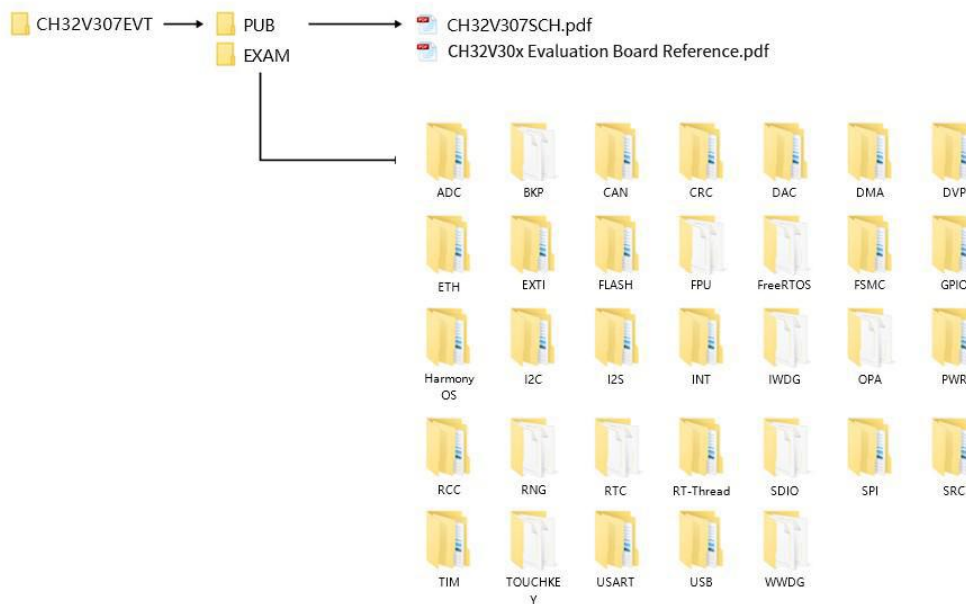 CH32V307EVT
PUB
CH32V307SCH.pdf
EXAM
CH32V30x Evaluation Board Reference.pdf
ADC
BKP
CAN
CRC
DAC
DMA
DVP
ETH
EXTI
FLASH
FPU
FreeRTOS
FSMC
GPIO
Harmony
OS
I2C
I2S
INT
IWDG
OPA
PWR
RCC
RNG
RTC
RT-Thread
SDIO
SPI
SRC
TIM
TOUCHKE
Y
USART
USB
WWDG